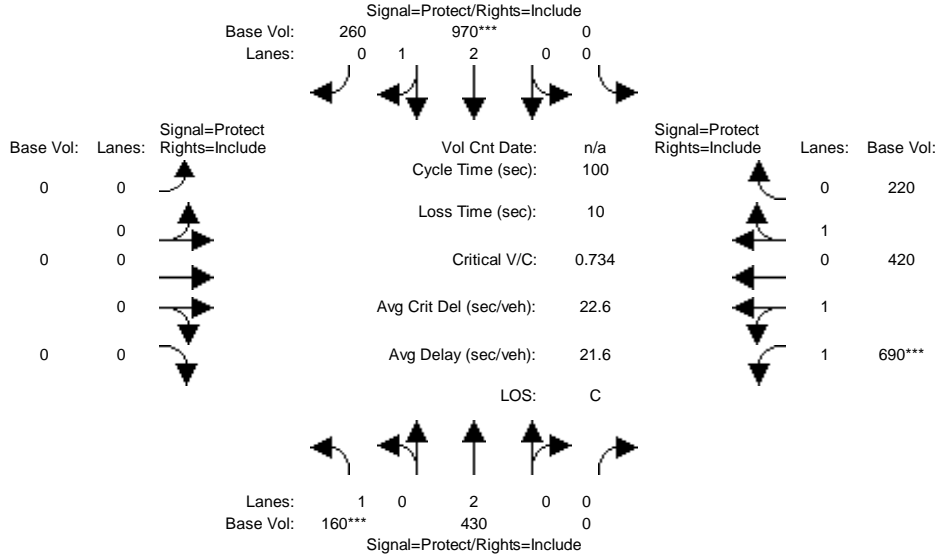 Signal=Protect/Rights=Include
Base Vol: 260 970*** 0
Lanes: 0 1 2 0 0
Signal=Protect Signal=Protect
Base Vol: Lanes: Rights=Include Vol Cnt Date: n/a Rights=Include Lanes: Base Vol:
Cycle Time (sec): 100
0 0 0 220
Loss Time (sec): 10
0 1
0 0 Critical V/C: 0.734 0 420
0 Avg Crit Del (sec/veh): 22.6 1
0 0 Avg Delay (sec/veh): 21.6 1 690***
LOS: C
Lanes: 1 0 2 0 0
Base Vol: 160*** 430 0
Signal=Protect/Rights=Include